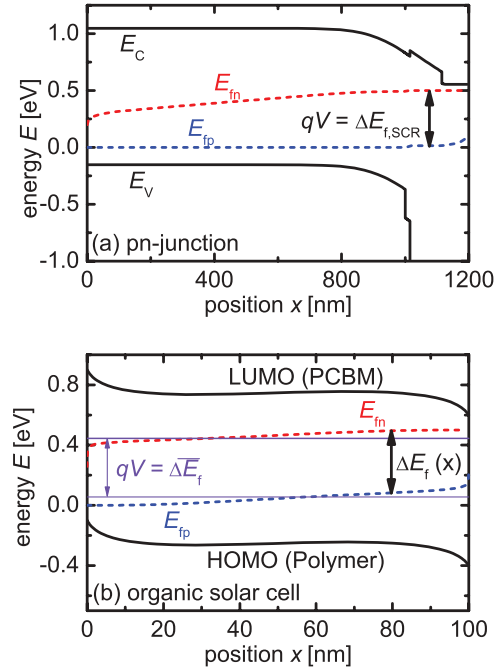 1.0
0.5
0.0
-0.5
-1.0
energy E [eV]
E_C
E_fn
qV = ΔE_f,SCR
E_fp
E_V
(a) pn-junction
0 400 800 1200
position x [nm]
0.8
0.4
0.0
-0.4
energy E [eV]
LUMO (PCBM)
E_fn
qV = Δ‾E_f
ΔE_f (x)
E_fp
HOMO (Polymer)
(b) organic solar cell
0 20 40 60 80 100
position x [nm]